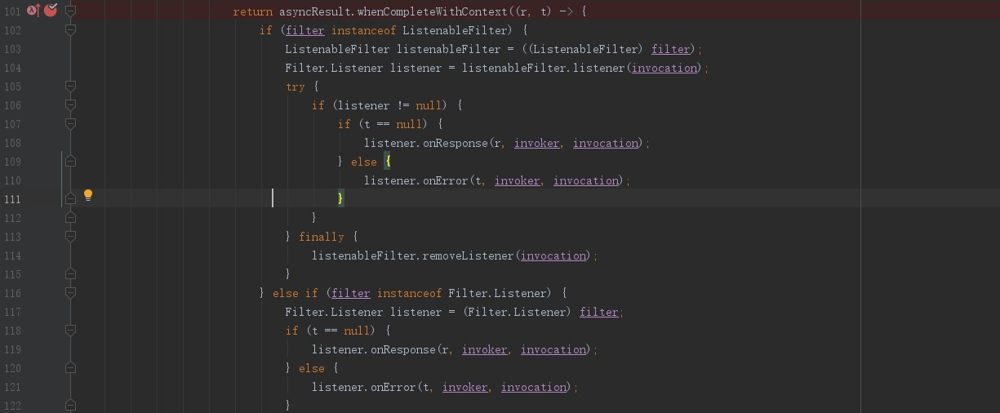 101 return asyncResult.whenCompleteWithContext((r, t) -> {
102 if (filter instanceof ListenableFilter) {
103 ListenableFilter listenableFilter = ((ListenableFilter) filter);
104 Filter.Listener listener = listenableFilter.listener(invocation);
105 try {
106 if (listener != null) {
107 if (t == null) {
108 listener.onResponse(r, invoker, invocation);
109 } else {
110 listener.onError(t, invoker, invocation);
111 }
112 }
113 } finally {
114 listenableFilter.removeListener(invocation);
115 }
116 } else if (filter instanceof Filter.Listener) {
117 Filter.Listener listener = (Filter.Listener) filter;
118 if (t == null) {
119 listener.onResponse(r, invoker, invocation);
120 } else {
121 listener.onError(t, invoker, invocation);
122 }